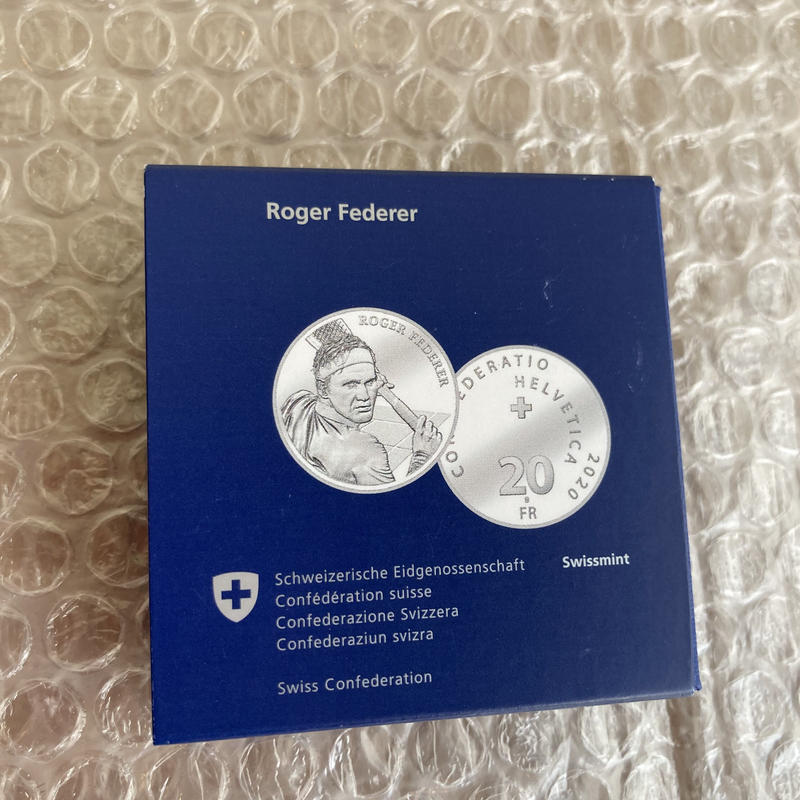 Roger Federer
ROGER FEDERER
CONFEDERATIO
HELVETICA
2020
20
FR
Swissmint
Schweizerische Eidgenossenschaft
Confédération suisse
Confederazione Svizzera
Confederaziun svizra
Swiss Confederation